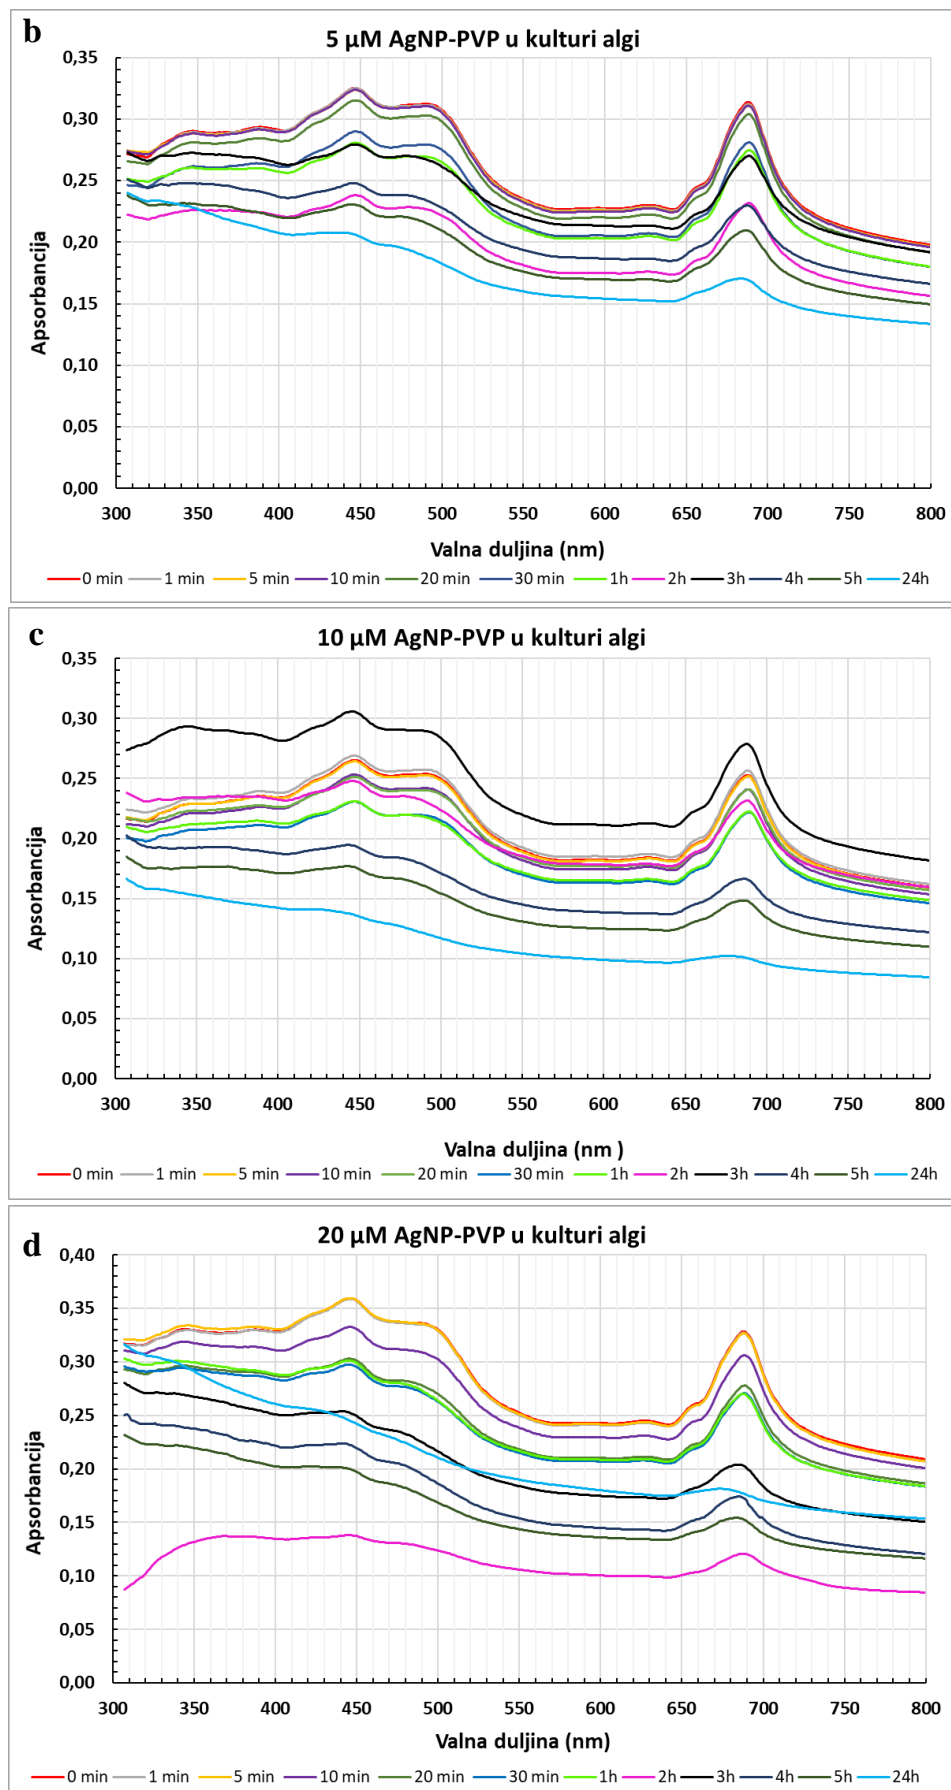 b
5 µM AgNP-PVP u kulturi algi
0,35
0,30
0,25
0,20
0,15
0,10
0,05
0,00
Apsorbancija
300 350 400 450 500 550 600 650 700 750 800
Valna duljina (nm)
0 min 1 min 5 min 10 min 20 min 30 min 1h 2h 3h 4h 5h 24h
c
10 µM AgNP-PVP u kulturi algi
0,35
0,30
0,25
0,20
0,15
0,10
0,05
0,00
Apsorbancija
300 350 400 450 500 550 600 650 700 750 800
Valna duljina (nm )
0 min 1 min 5 min 10 min 20 min 30 min 1h 2h 3h 4h 5h 24h
d
20 µM AgNP-PVP u kulturi algi
0,40
0,35
0,30
0,25
0,20
0,15
0,10
0,05
0,00
Apsorbancija
300 350 400 450 500 550 600 650 700 750 800
Valna duljina (nm)
0 min 1 min 5 min 10 min 20 min 30 min 1h 2h 3h 4h 5h 24h